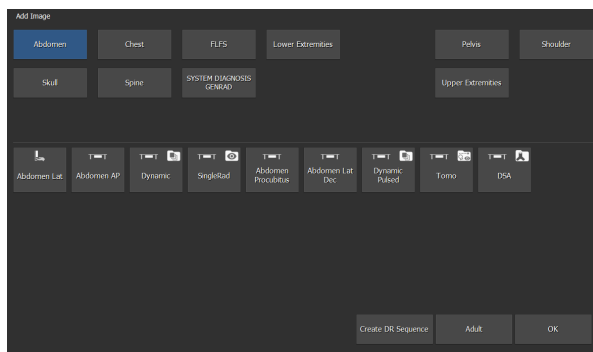 Add Image
Abdomen
Chest
FLFS
Lower Extremities
Pelvis
Shoulder
Skull
Spine
SYSTEM DIAGNOSIS
GENRAD
Upper Extremities
Abdomen Lat
Abdomen AP
Dynamic
SingleRad
Abdomen
Procubitus
Abdomen Lat
Dec
Dynamic
Pulsed
Tomo
DSA
Create DR Sequence
Adult
OK